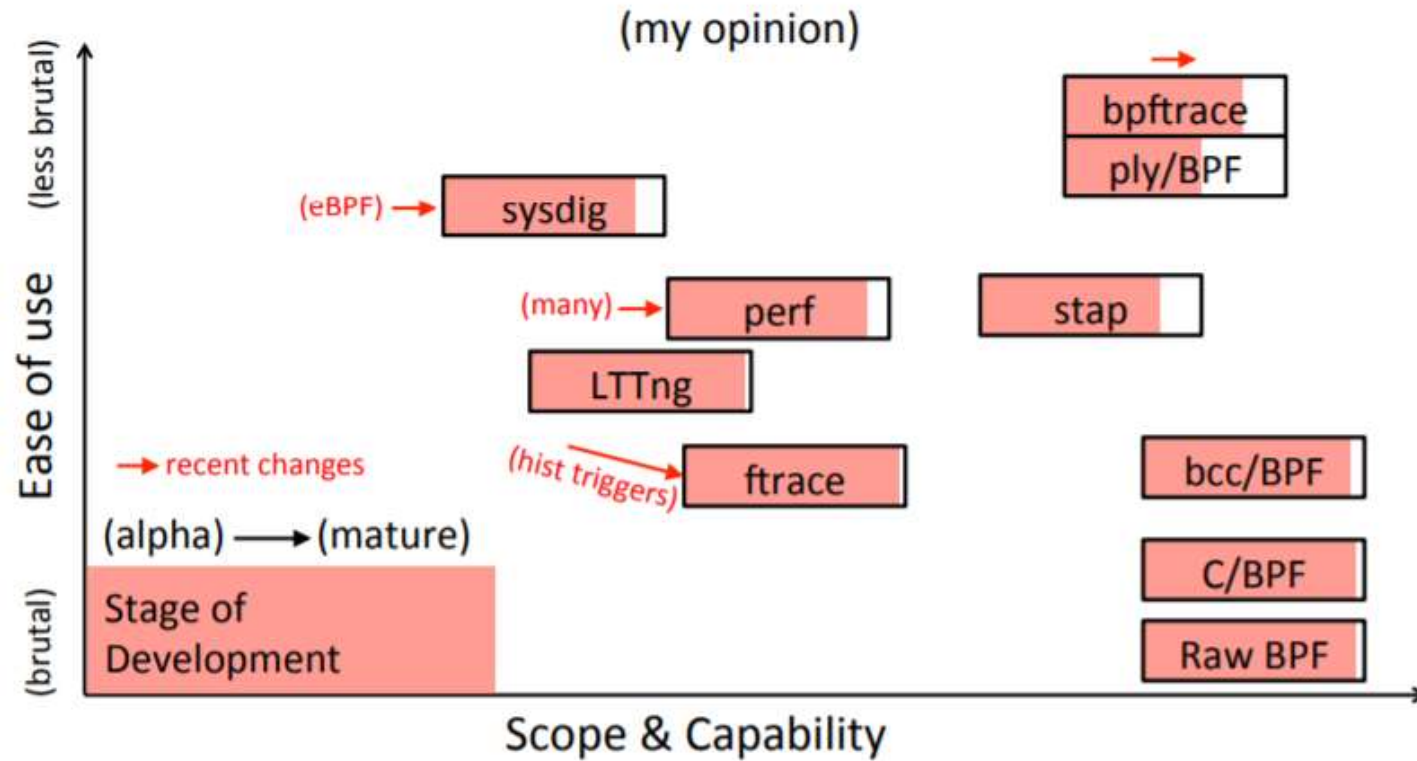 (my opinion)
(less brutal)
Ease of use
(brutal)
bpftrace
ply/BPF
(eBPF)
sysdig
(many)
perf
stap
LTTng
recent changes
(hist triggers)
ftrace
bcc/BPF
(alpha)
(mature)
C/BPF
Stage of
Development
Raw BPF
Scope & Capability